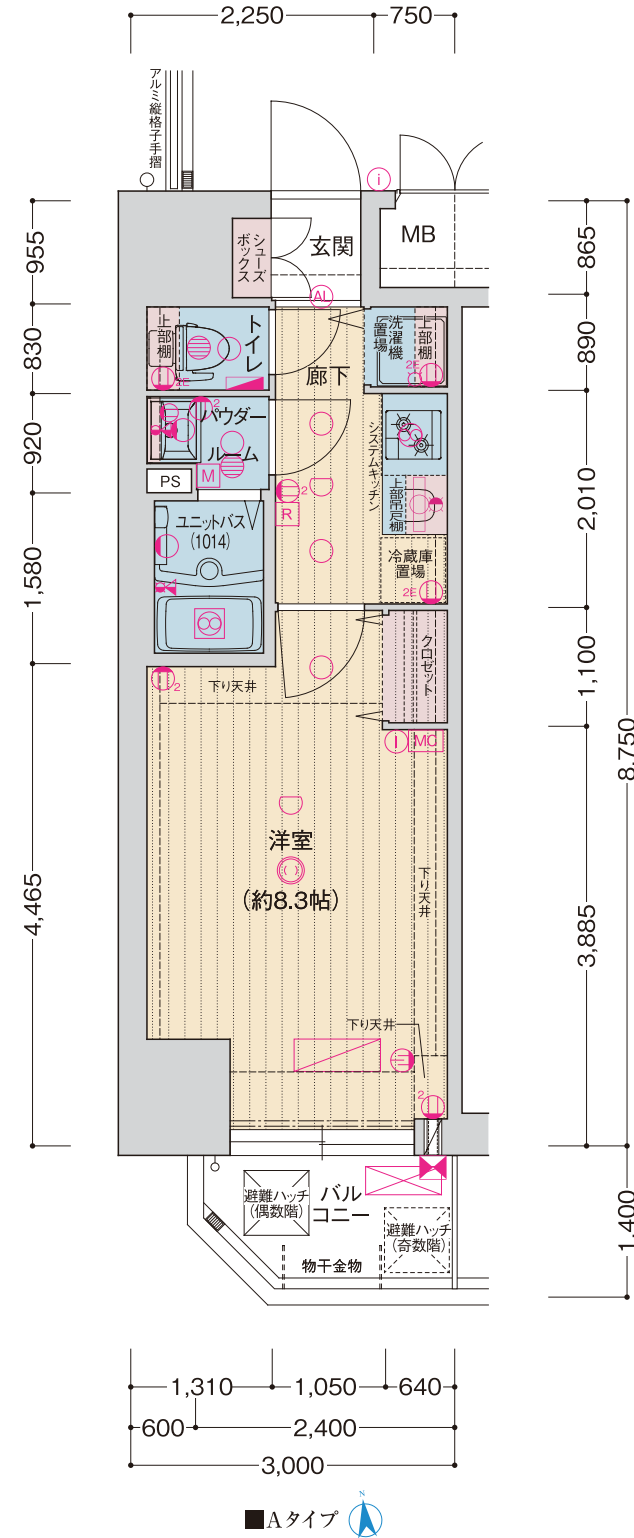 2,250
750
アルミ縦格子手摺
i
955
865
シューズ
ボックス
玄関
MB
AL
830
890
上部棚
トイレ
2E
廊下
洗濯機
置場
上部棚
2E
920
2
パウダー
ルーム
M
PS
2
R
システムキッチン
上部吊戸棚
2,010
1,580
ユニットバス
(1014)
冷蔵庫
置場
2E
8,750
1,100
クロゼット
2
下り天井
I
MC
4,465
洋室
(約8.3帖)
下り天井
3,885
下り天井
2
避難ハッチ
(偶数階)
バル
コニー
避難ハッチ
(奇数階)
物干金物
1,400
1,310
1,050
640
600
2,400
3,000
■Aタイプ
N